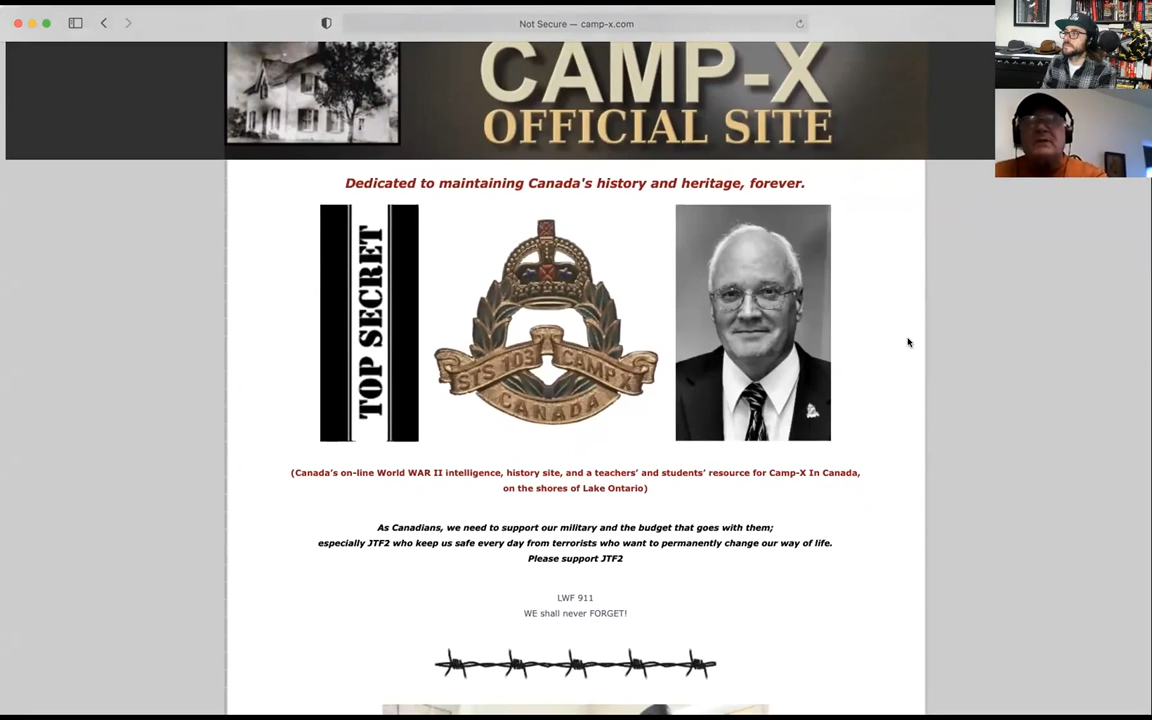 Not Secure — camp-x.com
CAMP-X
OFFICIAL SITE
Dedicated to maintaining Canada's history and heritage, forever.
TOP SECRET
STS 103 CAMP X
CANADA
(Canada's on-line World WAR II intelligence, history site, and a teachers' and students' resource for Camp-X In Canada,
on the shores of Lake Ontario)
As Canadians, we need to support our military and the budget that goes with them;
especially JTF2 who keep us safe every day from terrorists who want to permanently change our way of life.
Please support JTF2
LWF 911
WE shall never FORGET!